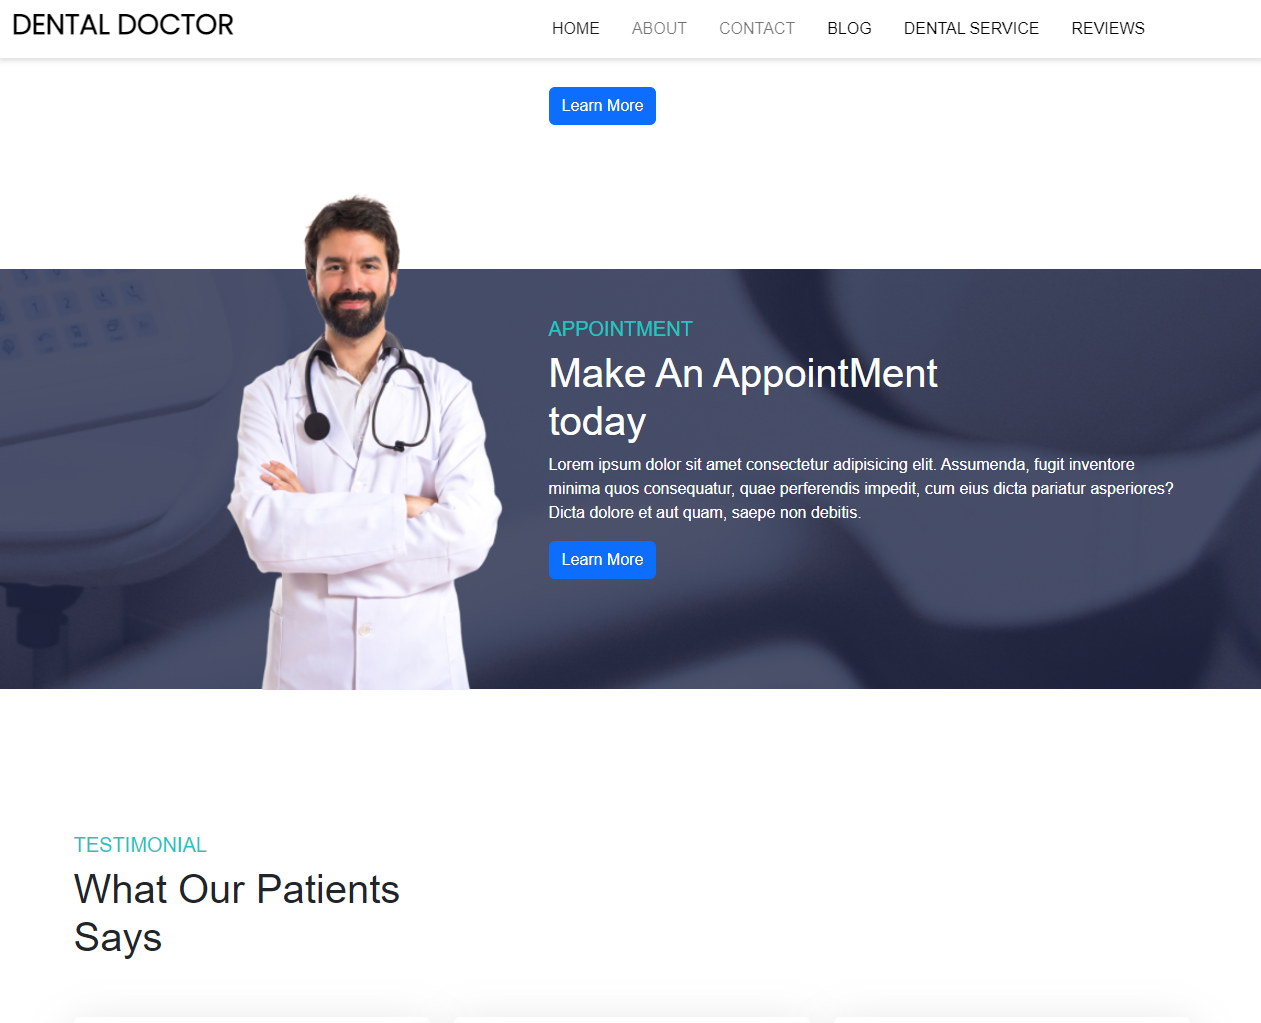 DENTAL DOCTOR
HOME ABOUT CONTACT BLOG DENTAL SERVICE REVIEWS
Learn More
APPOINTMENT
Make An AppointMent
today
Lorem ipsum dolor sit amet consectetur adipisicing elit. Assumenda, fugit inventore
minima quos consequatur, quae perferendis impedit, cum eius dicta pariatur asperiores?
Dicta dolore et aut quam, saepe non debitis.
Learn More
TESTIMONIAL
What Our Patients
Says